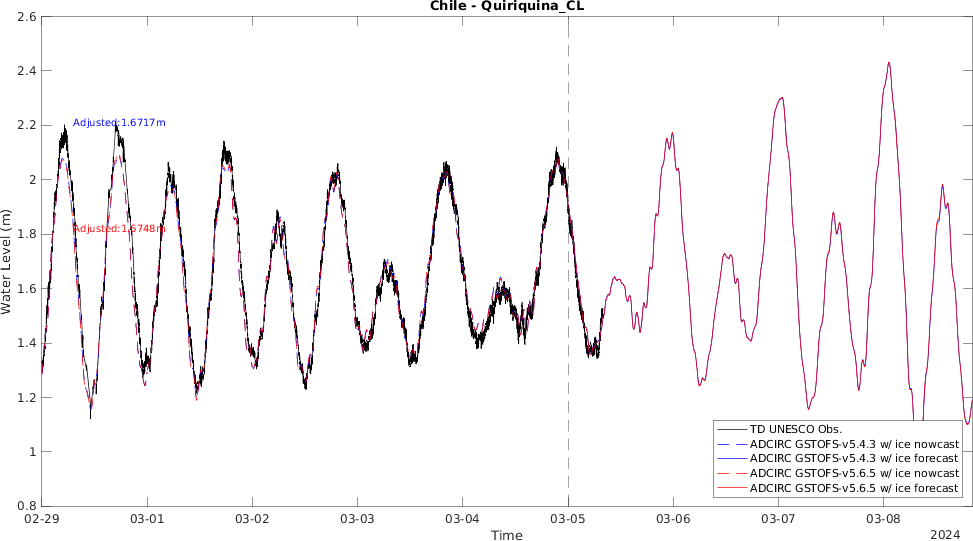 Chile - Quiriquina_CL
2.6
2.4
2.2
2
1.8
1.6
1.4
1.2
1
0.8
Water Level (m)
Adjusted:1.6717m
Adjusted:1.6748m
TD UNESCO Obs.
ADCIRC GSTOFS-v5.4.3 w/ ice nowcast
ADCIRC GSTOFS-v5.4.3 w/ ice forecast
ADCIRC GSTOFS-v5.6.5 w/ ice nowcast
ADCIRC GSTOFS-v5.6.5 w/ ice forecast
02-29 03-01 03-02 03-03 03-04 03-05 03-06 03-07 03-08
Time
2024